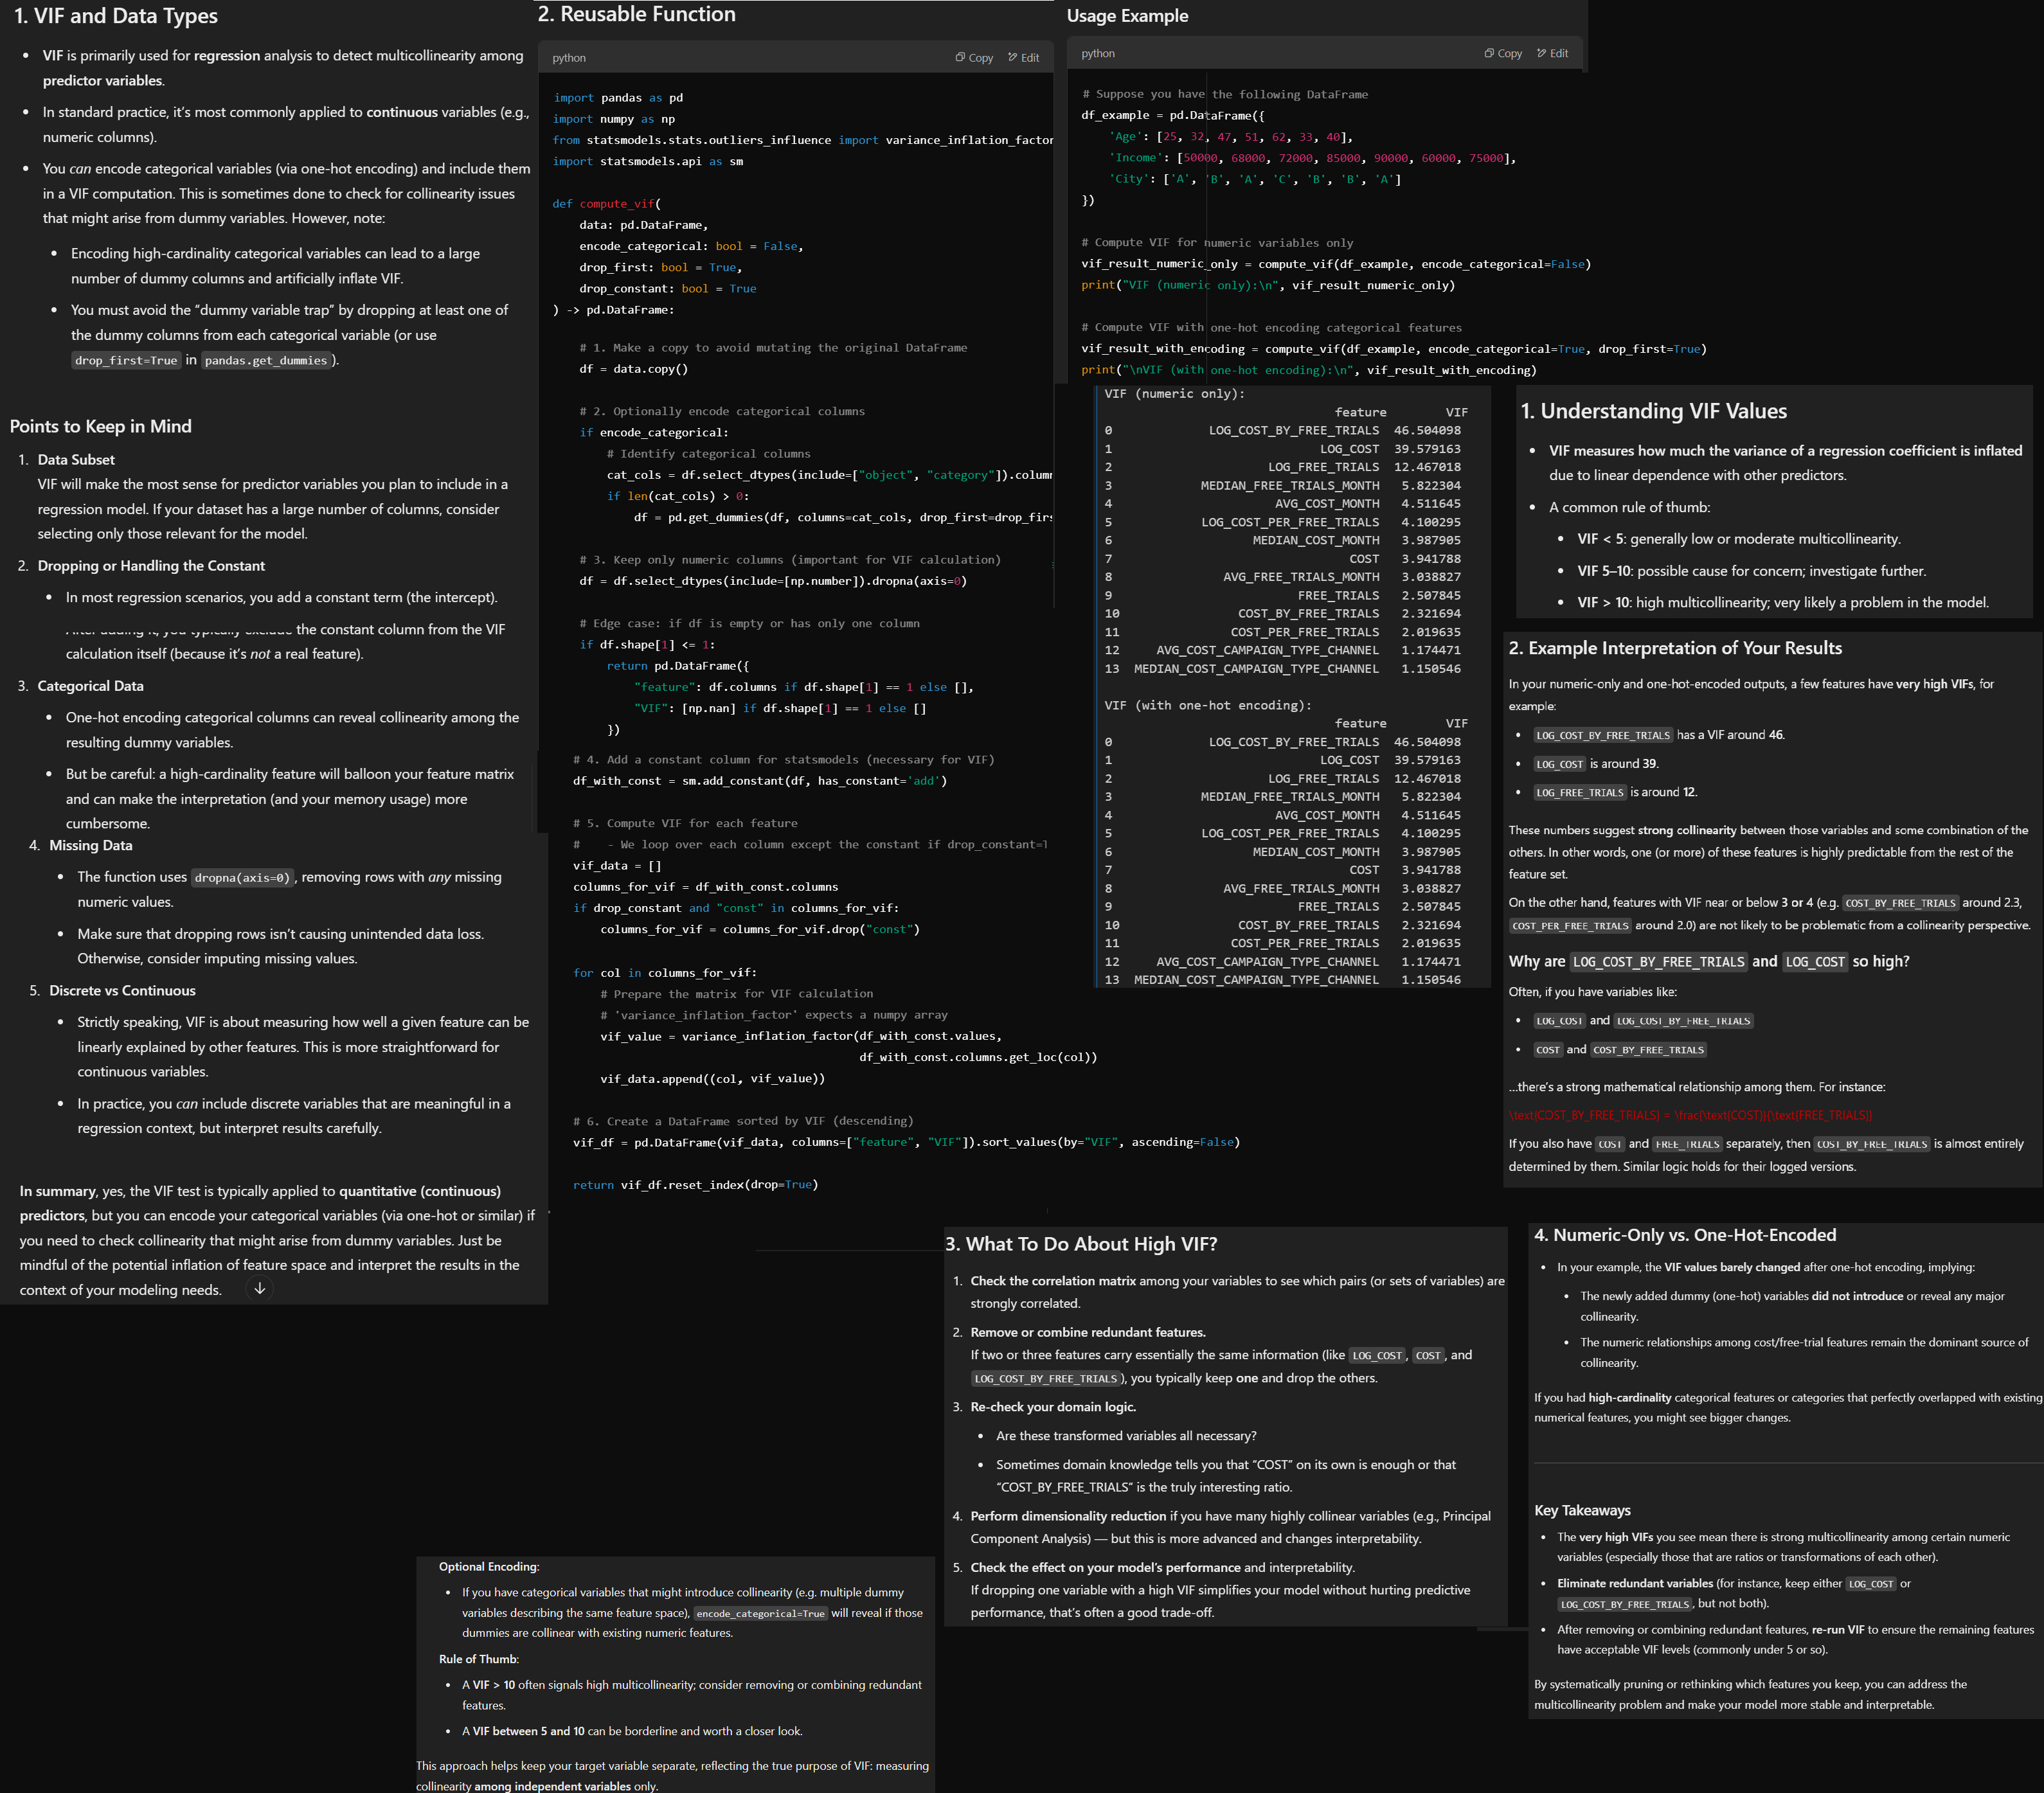 1. VIF and Data Types
• VIF is primarily used for regression analysis to detect multicollinearity among
predictor variables.
• In standard practice, it's most commonly applied to continuous variables (e.g.,
numeric columns).
• You can encode categorical variables (via one-hot encoding) and include them
in a VIF computation. This is sometimes done to check for collinearity issues
that might arise from dummy variables. However, note:
• Encoding high-cardinality categorical variables can lead to a large
number of dummy columns and artificially inflate VIF.
• You must avoid the “dummy variable trap” by dropping at least one of
the dummy columns from each categorical variable (or use
drop_first=True in pandas.get_dummies ).
Points to Keep in Mind
1. Data Subset
VIF will make the most sense for predictor variables you plan to include in a
regression model. If your dataset has a large number of columns, consider
selecting only those relevant for the model.
2. Dropping or Handling the Constant
• In most regression scenarios, you add a constant term (the intercept).
After adding it, you typically exclude the constant column from the VIF
calculation itself (because it's not a real feature).
3. Categorical Data
• One-hot encoding categorical columns can reveal collinearity among the
resulting dummy variables.
• But be careful: a high-cardinality feature will balloon your feature matrix
and can make the interpretation (and your memory usage) more
cumbersome.
4. Missing Data
• The function uses dropna(axis=0) , removing rows with any missing
numeric values.
• Make sure that dropping rows isn't causing unintended data loss.
Otherwise, consider imputing missing values.
5. Discrete vs Continuous
• Strictly speaking, VIF is about measuring how well a given feature can be
linearly explained by other features. This is more straightforward for
continuous variables.
• In practice, you can include discrete variables that are meaningful in a
regression context, but interpret results carefully.
In summary, yes, the VIF test is typically applied to quantitative (continuous)
predictors, but you can encode your categorical variables (via one-hot or similar) if
you need to check collinearity that might arise from dummy variables. Just be
mindful of the potential inflation of feature space and interpret the results in the
context of your modeling needs.
2. Reusable Function
python Copy Edit
import pandas as pd
import numpy as np
from statsmodels.stats.outliers_influence import variance_inflation_factor
import statsmodels.api as sm
def compute_vif(
data: pd.DataFrame,
encode_categorical: bool = False,
drop_first: bool = True,
drop_constant: bool = True
) -> pd.DataFrame:
# 1. Make a copy to avoid mutating the original DataFrame
df = data.copy()
# 2. Optionally encode categorical columns
if encode_categorical:
# Identify categorical columns
cat_cols = df.select_dtypes(include=["object", "category"]).column
if len(cat_cols) > 0:
df = pd.get_dummies(df, columns=cat_cols, drop_first=drop_firs
# 3. Keep only numeric columns (important for VIF calculation)
df = df.select_dtypes(include=[np.number]).dropna(axis=0)
# Edge case: if df is empty or has only one column
if df.shape[1] <= 1:
return pd.DataFrame({
"feature": df.columns if df.shape[1] == 1 else [],
"VIF": [np.nan] if df.shape[1] == 1 else []
})
# 4. Add a constant column for statsmodels (necessary for VIF)
df_with_const = sm.add_constant(df, has_constant='add')
# 5. Compute VIF for each feature
# - We loop over each column except the constant if drop_constant=T
vif_data = []
columns_for_vif = df_with_const.columns
if drop_constant and "const" in columns_for_vif:
columns_for_vif = columns_for_vif.drop("const")
for col in columns_for_vif:
# Prepare the matrix for VIF calculation
# 'variance_inflation_factor' expects a numpy array
vif_value = variance_inflation_factor(df_with_const.values,
df_with_const.columns.get_loc(col))
vif_data.append((col, vif_value))
# 6. Create a DataFrame sorted by VIF (descending)
vif_df = pd.DataFrame(vif_data, columns=["feature", "VIF"]).sort_values(by="VIF", ascending=False)
return vif_df.reset_index(drop=True)
Usage Example
python Copy Edit
# Suppose you have the following DataFrame
df_example = pd.DataFrame({
'Age': [25, 32, 47, 51, 62, 33, 40],
'Income': [50000, 68000, 72000, 85000, 90000, 60000, 75000],
'City': ['A', 'B', 'A', 'C', 'B', 'B', 'A']
})
# Compute VIF for numeric variables only
vif_result_numeric_only = compute_vif(df_example, encode_categorical=False)
print("VIF (numeric only):\n", vif_result_numeric_only)
# Compute VIF with one-hot encoding categorical features
vif_result_with_encoding = compute_vif(df_example, encode_categorical=True, drop_first=True)
print("\nVIF (with one-hot encoding):\n", vif_result_with_encoding)
VIF (numeric only):
feature VIF
0 LOG_COST_BY_FREE_TRIALS 46.504098
1 LOG_COST 39.579163
2 LOG_FREE_TRIALS 12.467018
3 MEDIAN_FREE_TRIALS_MONTH 5.822304
4 AVG_COST_MONTH 4.511645
5 LOG_COST_PER_FREE_TRIALS 4.100295
6 MEDIAN_COST_MONTH 3.987905
7 COST 3.941788
8 AVG_FREE_TRIALS_MONTH 3.038827
9 FREE_TRIALS 2.507845
10 COST_BY_FREE_TRIALS 2.321694
11 COST_PER_FREE_TRIALS 2.019635
12 AVG_COST_CAMPAIGN_TYPE_CHANNEL 1.174471
13 MEDIAN_COST_CAMPAIGN_TYPE_CHANNEL 1.150546
VIF (with one-hot encoding):
feature VIF
0 LOG_COST_BY_FREE_TRIALS 46.504098
1 LOG_COST 39.579163
2 LOG_FREE_TRIALS 12.467018
3 MEDIAN_FREE_TRIALS_MONTH 5.822304
4 AVG_COST_MONTH 4.511645
5 LOG_COST_PER_FREE_TRIALS 4.100295
6 MEDIAN_COST_MONTH 3.987905
7 COST 3.941788
8 AVG_FREE_TRIALS_MONTH 3.038827
9 FREE_TRIALS 2.507845
10 COST_BY_FREE_TRIALS 2.321694
11 COST_PER_FREE_TRIALS 2.019635
12 AVG_COST_CAMPAIGN_TYPE_CHANNEL 1.174471
13 MEDIAN_COST_CAMPAIGN_TYPE_CHANNEL 1.150546
1. Understanding VIF Values
• VIF measures how much the variance of a regression coefficient is inflated
due to linear dependence with other predictors.
• A common rule of thumb:
• VIF < 5: generally low or moderate multicollinearity.
• VIF 5–10: possible cause for concern; investigate further.
• VIF > 10: high multicollinearity; very likely a problem in the model.
2. Example Interpretation of Your Results
In your numeric-only and one-hot-encoded outputs, a few features have very high VIFs, for
example:
• LOG_COST_BY_FREE_TRIALS has a VIF around 46.
• LOG_COST is around 39.
• LOG_FREE_TRIALS is around 12.
These numbers suggest strong collinearity between those variables and some combination of the
others. In other words, one (or more) of these features is highly predictable from the rest of the
feature set.
On the other hand, features with VIF near or below 3 or 4 (e.g. COST_BY_FREE_TRIALS around 2.3,
COST_PER_FREE_TRIALS around 2.0) are not likely to be problematic from a collinearity perspective.
Why are LOG_COST_BY_FREE_TRIALS and LOG_COST so high?
Often, if you have variables like:
• LOG_COST and LOG_COST_BY_FREE_TRIALS
• COST and COST_BY_FREE_TRIALS
...there's a strong mathematical relationship among them. For instance:
\text{COST_BY_FREE_TRIALS} = \frac{\text{COST}}{\text{FREE_TRIALS}}
If you also have COST and FREE_TRIALS separately, then COST_BY_FREE_TRIALS is almost entirely
determined by them. Similar logic holds for their logged versions.
3. What To Do About High VIF?
1. Check the correlation matrix among your variables to see which pairs (or sets of variables) are
strongly correlated.
2. Remove or combine redundant features.
If two or three features carry essentially the same information (like LOG_COST , COST , and
LOG_COST_BY_FREE_TRIALS ), you typically keep one and drop the others.
3. Re-check your domain logic.
• Are these transformed variables all necessary?
• Sometimes domain knowledge tells you that “COST” on its own is enough or that
“COST_BY_FREE_TRIALS” is the truly interesting ratio.
4. Perform dimensionality reduction if you have many highly collinear variables (e.g., Principal
Component Analysis) — but this is more advanced and changes interpretability.
5. Check the effect on your model's performance and interpretability.
If dropping one variable with a high VIF simplifies your model without hurting predictive
performance, that's often a good trade-off.
4. Numeric-Only vs. One-Hot-Encoded
• In your example, the VIF values barely changed after one-hot encoding, implying:
• The newly added dummy (one-hot) variables did not introduce or reveal any major
collinearity.
• The numeric relationships among cost/free-trial features remain the dominant source of
collinearity.
If you had high-cardinality categorical features or categories that perfectly overlapped with existing
numerical features, you might see bigger changes.
Key Takeaways
• The very high VIFs you see mean there is strong multicollinearity among certain numeric
variables (especially those that are ratios or transformations of each other).
• Eliminate redundant variables (for instance, keep either LOG_COST or
LOG_COST_BY_FREE_TRIALS , but not both).
• After removing or combining redundant features, re-run VIF to ensure the remaining features
have acceptable VIF levels (commonly under 5 or so).
By systematically pruning or rethinking which features you keep, you can address the
multicollinearity problem and make your model more stable and interpretable.
Optional Encoding:
• If you have categorical variables that might introduce collinearity (e.g. multiple dummy
variables describing the same feature space), encode_categorical=True will reveal if those
dummies are collinear with existing numeric features.
Rule of Thumb:
• A VIF > 10 often signals high multicollinearity; consider removing or combining redundant
features.
• A VIF between 5 and 10 can be borderline and worth a closer look.
This approach helps keep your target variable separate, reflecting the true purpose of VIF: measuring
collinearity among independent variables only.